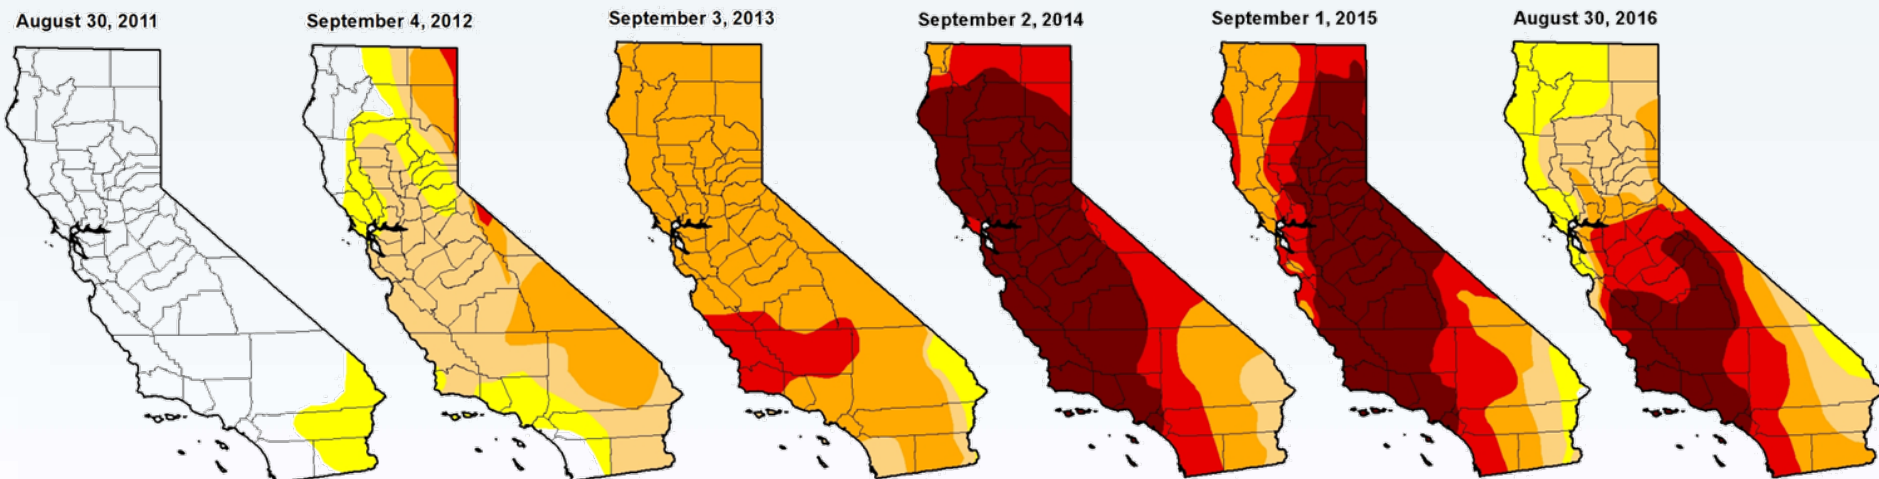 August 30, 2011
September 4, 2012
September 3, 2013
September 2, 2014
September 1, 2015
August 30, 2016